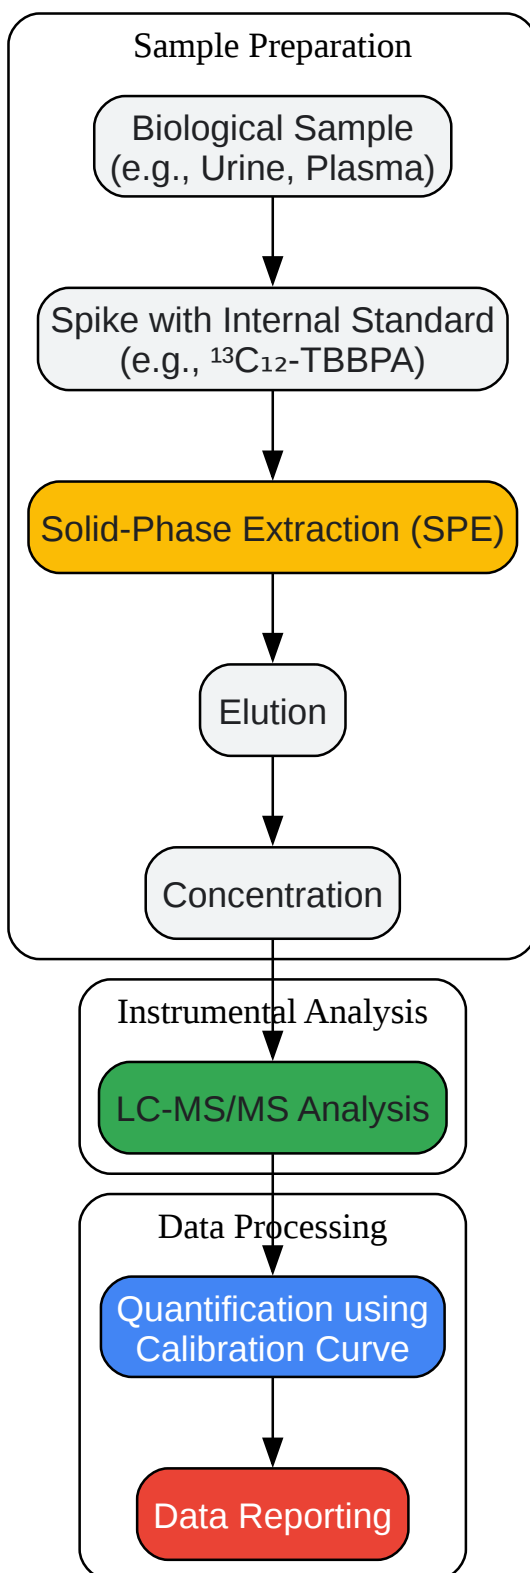 Sample Preparation
Biological Sample
(e.g., Urine, Plasma)
Spike with Internal Standard
(e.g., ¹³C₁₂-TBBPA)
Solid-Phase Extraction (SPE)
Elution
Concentration
Instrumental Analysis
LC-MS/MS Analysis
Data Processing
Quantification using
Calibration Curve
Data Reporting